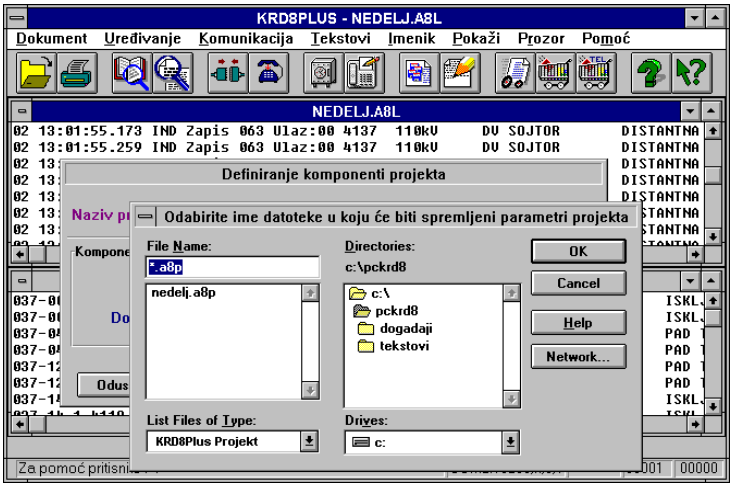 KRD8PLUS - NEDELJ.A8L
Dokument Uređivanje Komunikacija Tekstovi Imenik Pokaži Prozor Pomoć
TEL
NEDELJ.A8L
02 13:01:55.173 IND Zapis 063 Ulaz:00 4137 110kV DV SOJTOR DISTANTNA
02 13:01:55.259 IND Zapis 063 Ulaz:00 4137 110kV DV SOJTOR DISTANTNA
02 13: DISTANTNA
02 13: DISTANTNA
02 13: DISTANTNA
02 13: DISTANTNA
02 13: DISTANTNA
Definiranje komponenti projekta
Naziv
Odabirite ime datoteke u koju će biti spremljeni parametri projekta
Kompone
File Name:
*.a8p
nedelj.a8p
List Files of Type:
KRD8Plus Projekt
Directories:
c:\pckrd8
c:\
pckrd8
dogadaji
tekstovi
Drives:
c:
OK
Cancel
Help
Network...
Do
Odus
037-0 ISKL.
037-0 ISKL.
037-0 PAD
037-0 PAD
037-12 PAD
037-12 PAD
037-1 ISKL.
Za pomoć pritisni
0001 00000